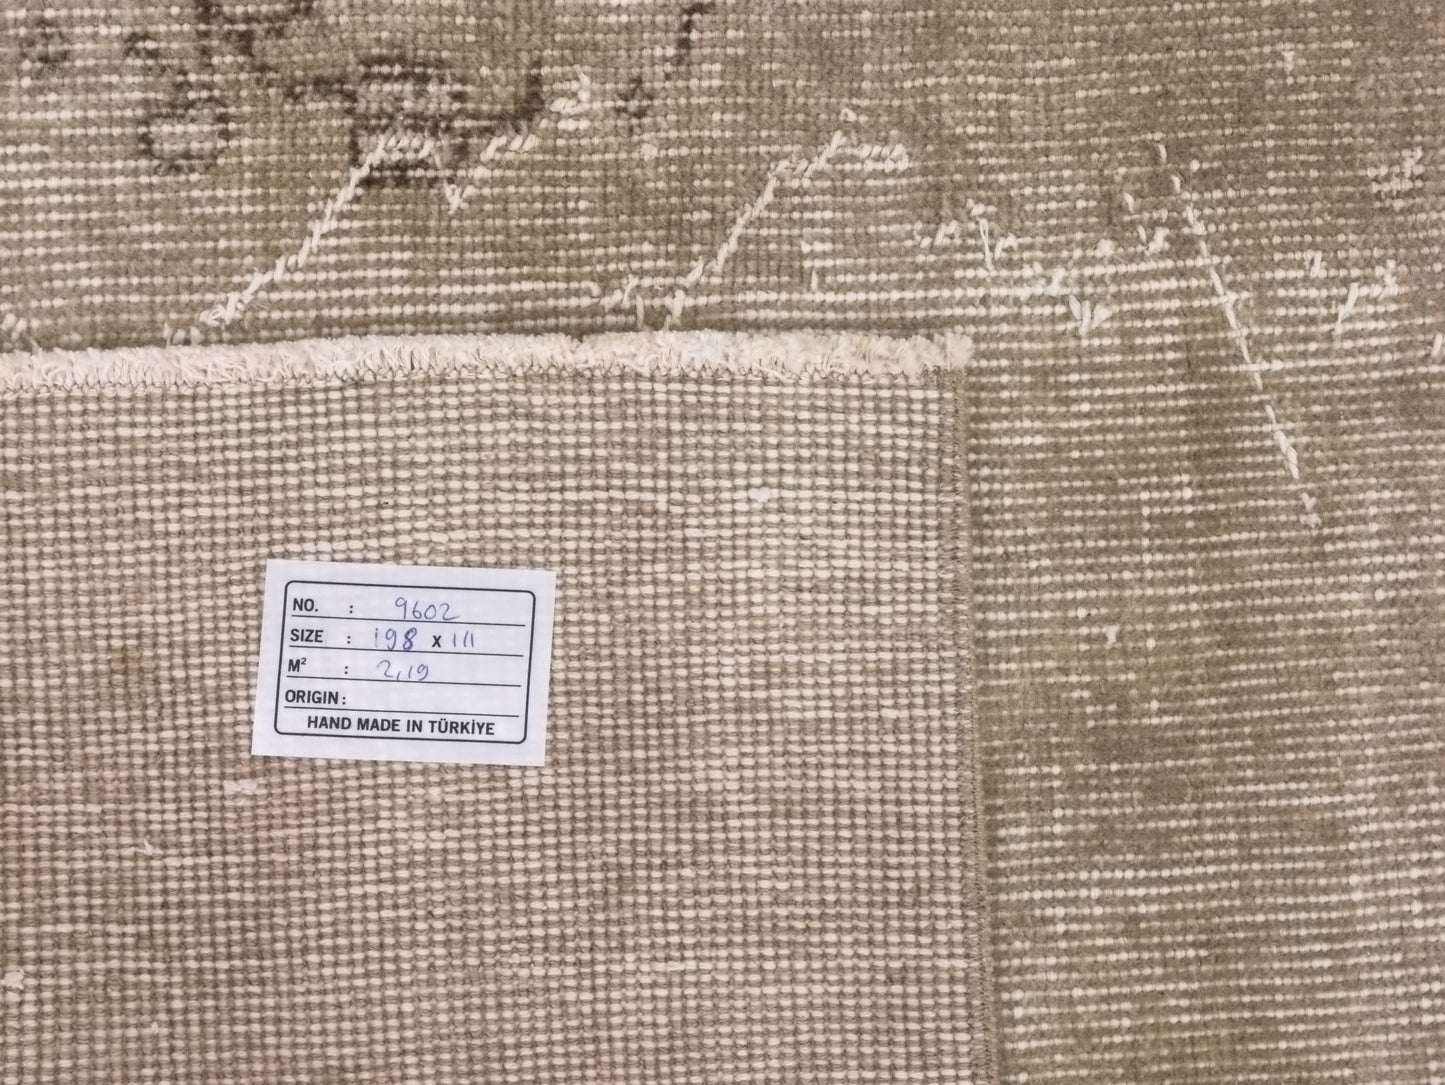 NO. : 9602
SIZE : 198 x 111
M² : 2,19
ORIGIN :
HAND MADE IN TÜRKİYE